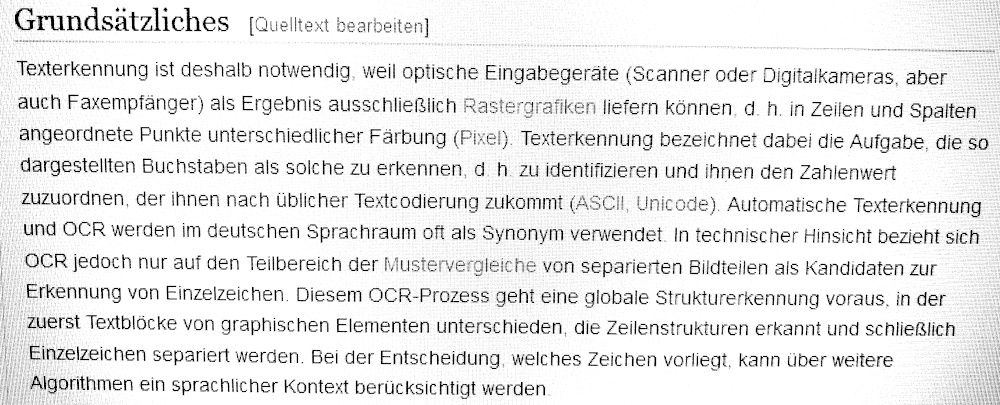 Grundsätzliches [Quelltext bearbeiten]
Texterkennung ist deshalb notwendig, weil optische Eingabegeräte (Scanner oder Digitalkameras, aber
auch Faxempfänger) als Ergebnis ausschließlich Rastergrafiken liefern können, d. h. in Zeilen und Spalten
angeordnete Punkte unterschiedlicher Färbung (Pixel). Texterkennung bezeichnet dabei die Aufgabe, die so
dargestellten Buchstaben als solche zu erkennen, d. h. zu identifizieren und ihnen den Zahlenwert
zuzuordnen, der ihnen nach üblicher Textcodierung zukommt (ASCII, Unicode). Automatische Texterkennung
und OCR werden im deutschen Sprachraum oft als Synonym verwendet. In technischer Hinsicht bezieht sich
OCR jedoch nur auf den Teilbereich der Mustervergleiche von separierten Bildteilen als Kandidaten zur
Erkennung von Einzelzeichen. Diesem OCR-Prozess geht eine globale Strukturerkennung voraus, in der
zuerst Textblöcke von graphischen Elementen unterschieden, die Zeilenstrukturen erkannt und schließlich
Einzelzeichen separiert werden. Bei der Entscheidung, welches Zeichen vorliegt, kann über weitere
Algorithmen ein sprachlicher Kontext berücksichtigt werden.